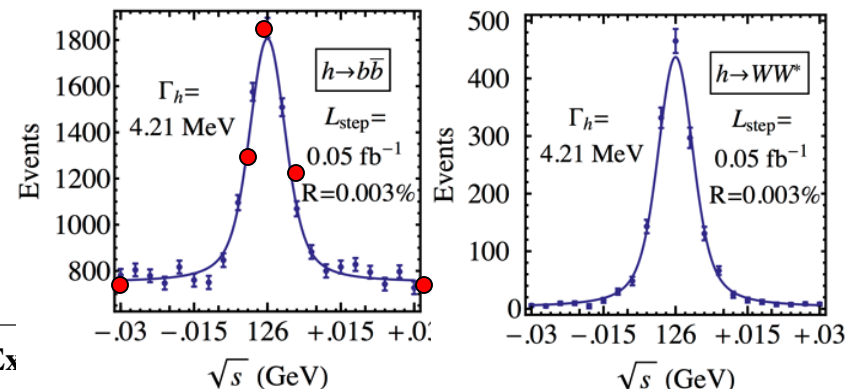 1800
1600
1400
1200
1000
800
Events
Γh=
4.21 MeV
h→bb̅
Lstep=
0.05 fb⁻¹
R=0.003%
−.03 −.015 126 +.015 +.0
√s (GeV)
Ex
500
400
300
200
100
0
Events
Γh=
4.21 MeV
h→WW*
Lstep=
0.05 fb⁻¹
R=0.003%
−.03 −.015 126 +.015 +.03
√s (GeV)